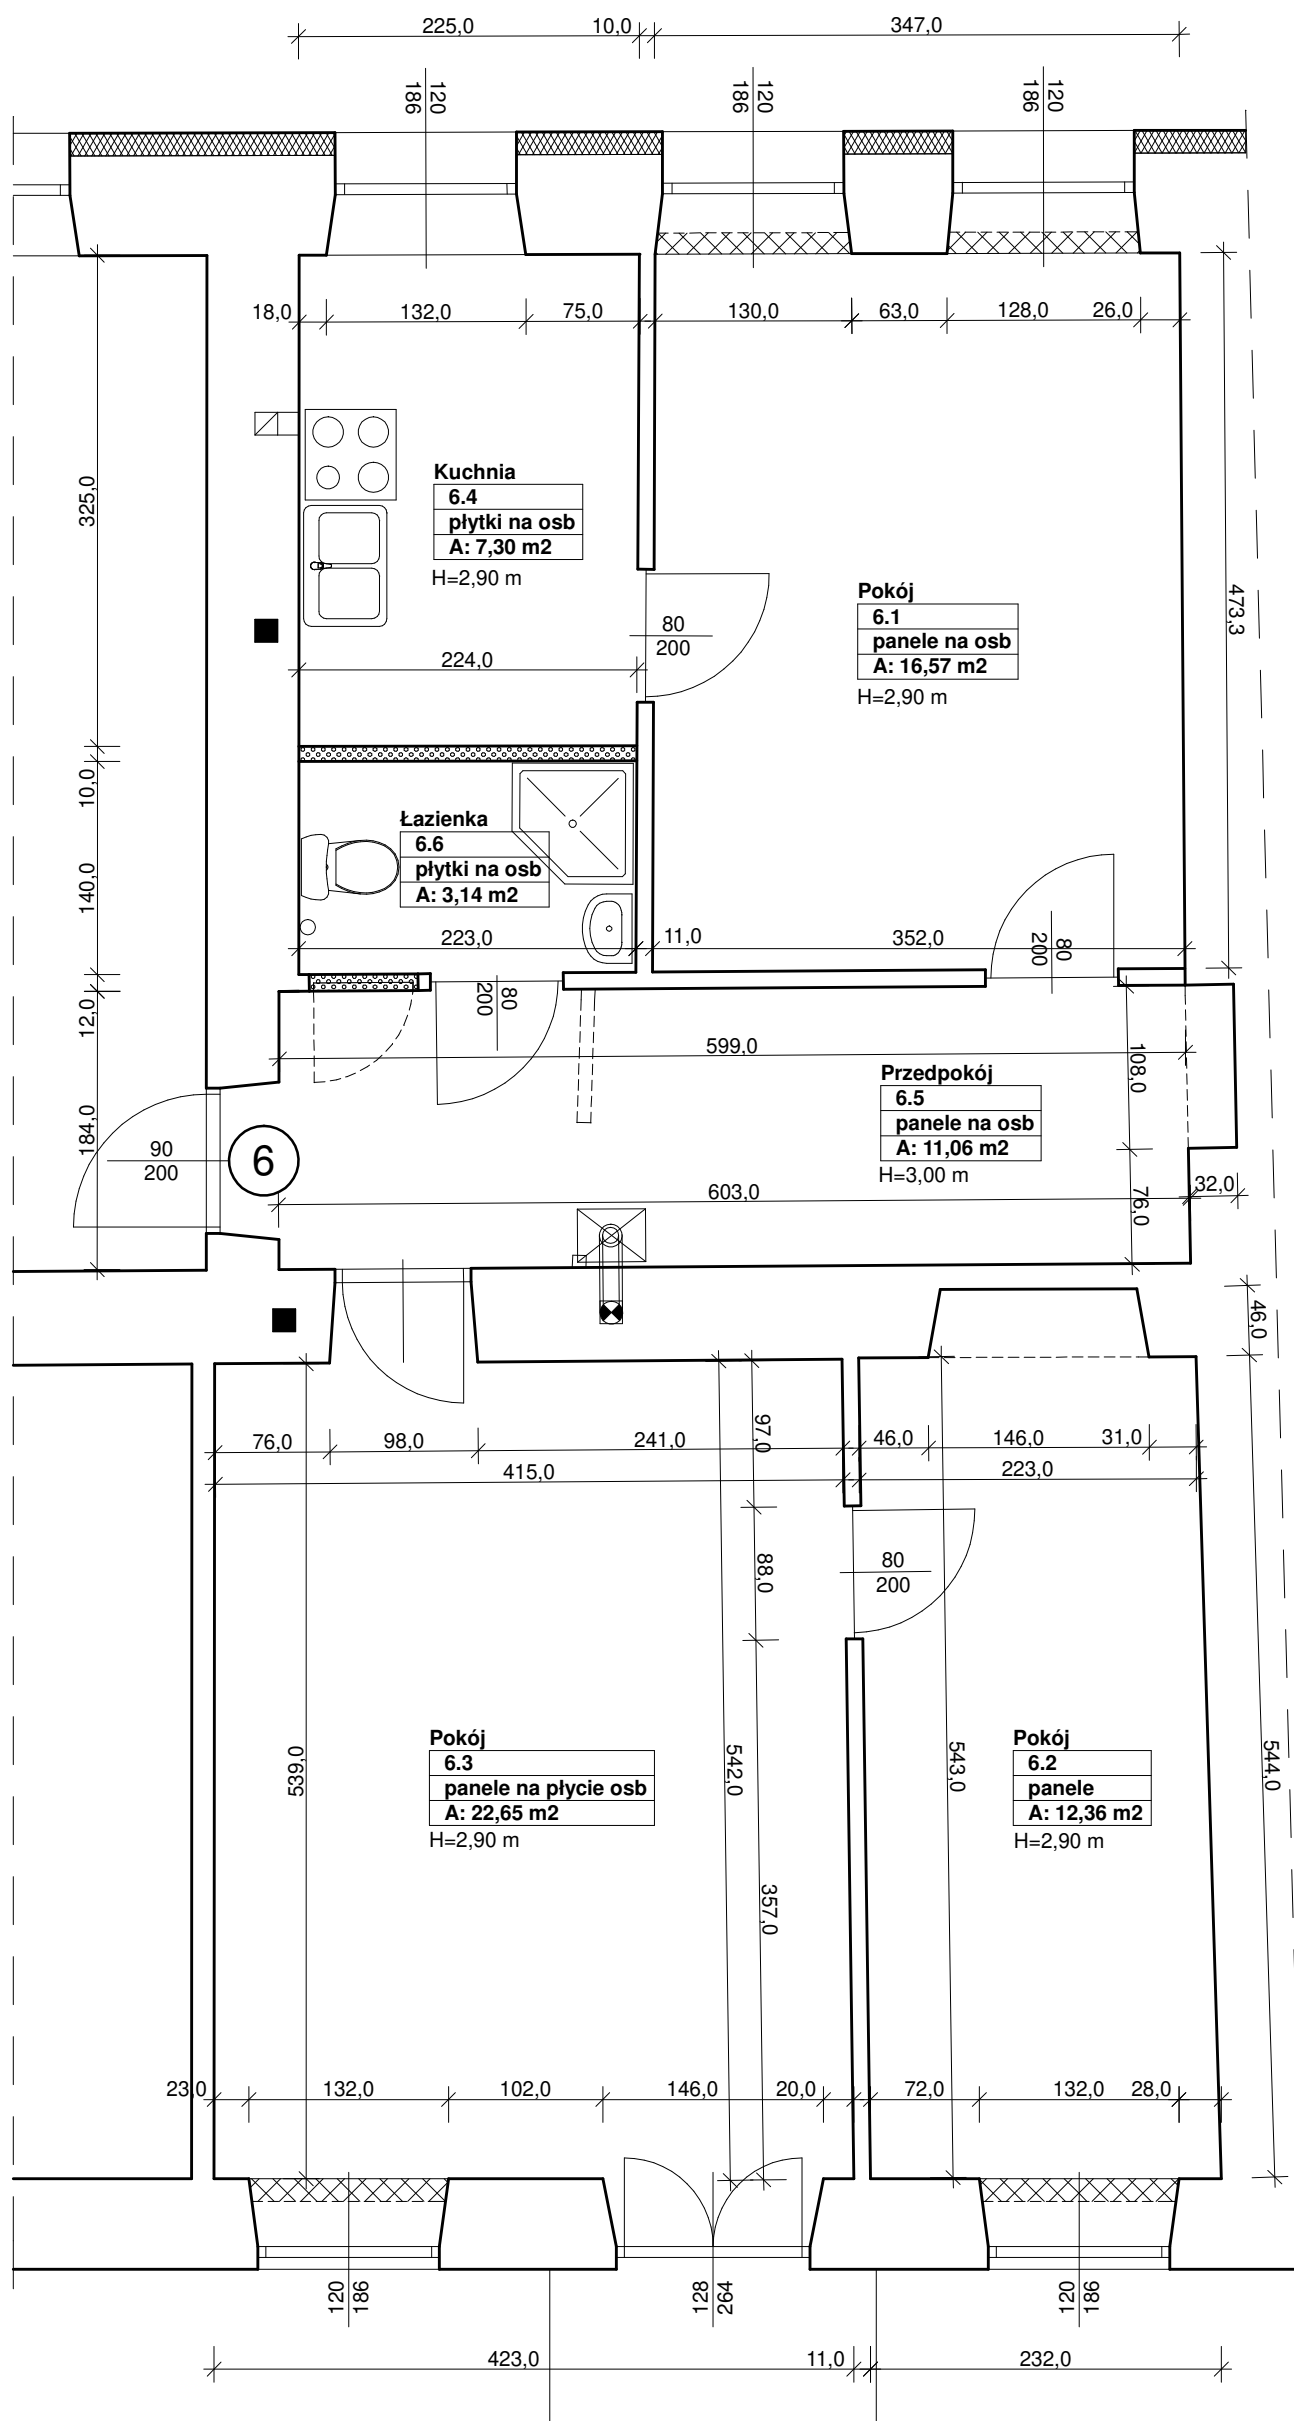 225,0 10,0 347,0
120
186
120
186
120
186
18,0 132,0 75,0 130,0 63,0 128,0 26,0
325,0
Kuchnia
6.4
płytki na osb
A: 7,30 m2
H=2,90 m
80
200
Pokój
6.1
panele na osb
A: 16,57 m2
H=2,90 m
473,3
224,0
10,0
Łazienka
6.6
płytki na osb
A: 3,14 m2
140,0
223,0 11,0 352,0
80
200
80
200
12,0
599,0
108,0
Przedpokój
6.5
panele na osb
A: 11,06 m2
H=3,00 m
184,0
90
200
6
603,0
76,0
32,0
46,0
76,0 98,0 241,0 97,0 46,0 146,0 31,0
415,0 223,0
88,0
80
200
539,0
Pokój
6.3
panele na płycie osb
A: 22,65 m2
H=2,90 m
542,0
543,0
Pokój
6.2
panele
A: 12,36 m2
H=2,90 m
544,0
357,0
23,0 132,0 102,0 146,0 20,0 72,0 132,0 28,0
120
186
128
264
120
186
423,0 11,0 232,0